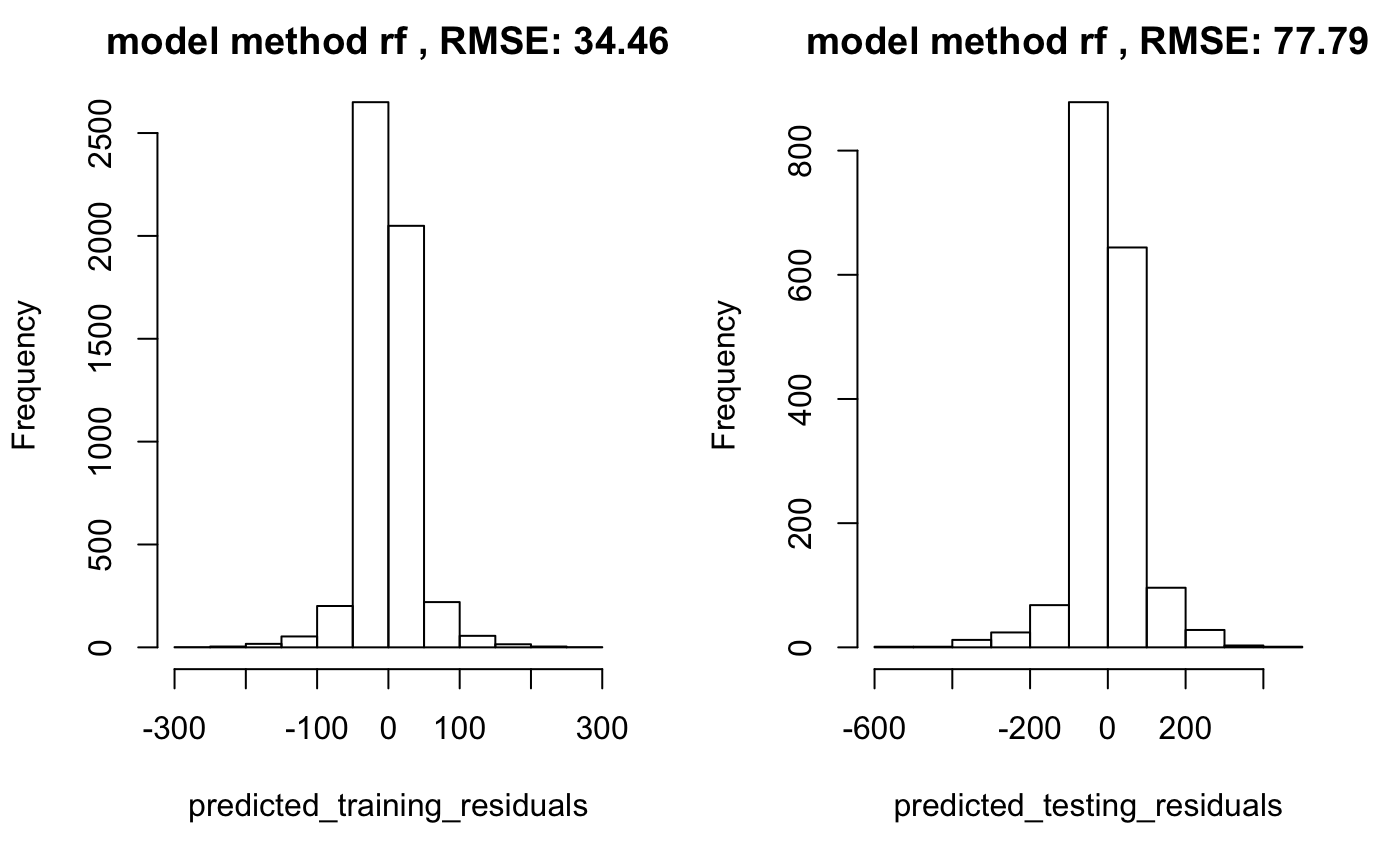 model method rf , RMSE: 34.46
Frequency
0 500 1000 1500 2000 2500
-300 -100 0 100 300
predicted_training_residuals
model method rf , RMSE: 77.79
Frequency
0 200 400 600 800
-600 -200 0 200
predicted_testing_residuals